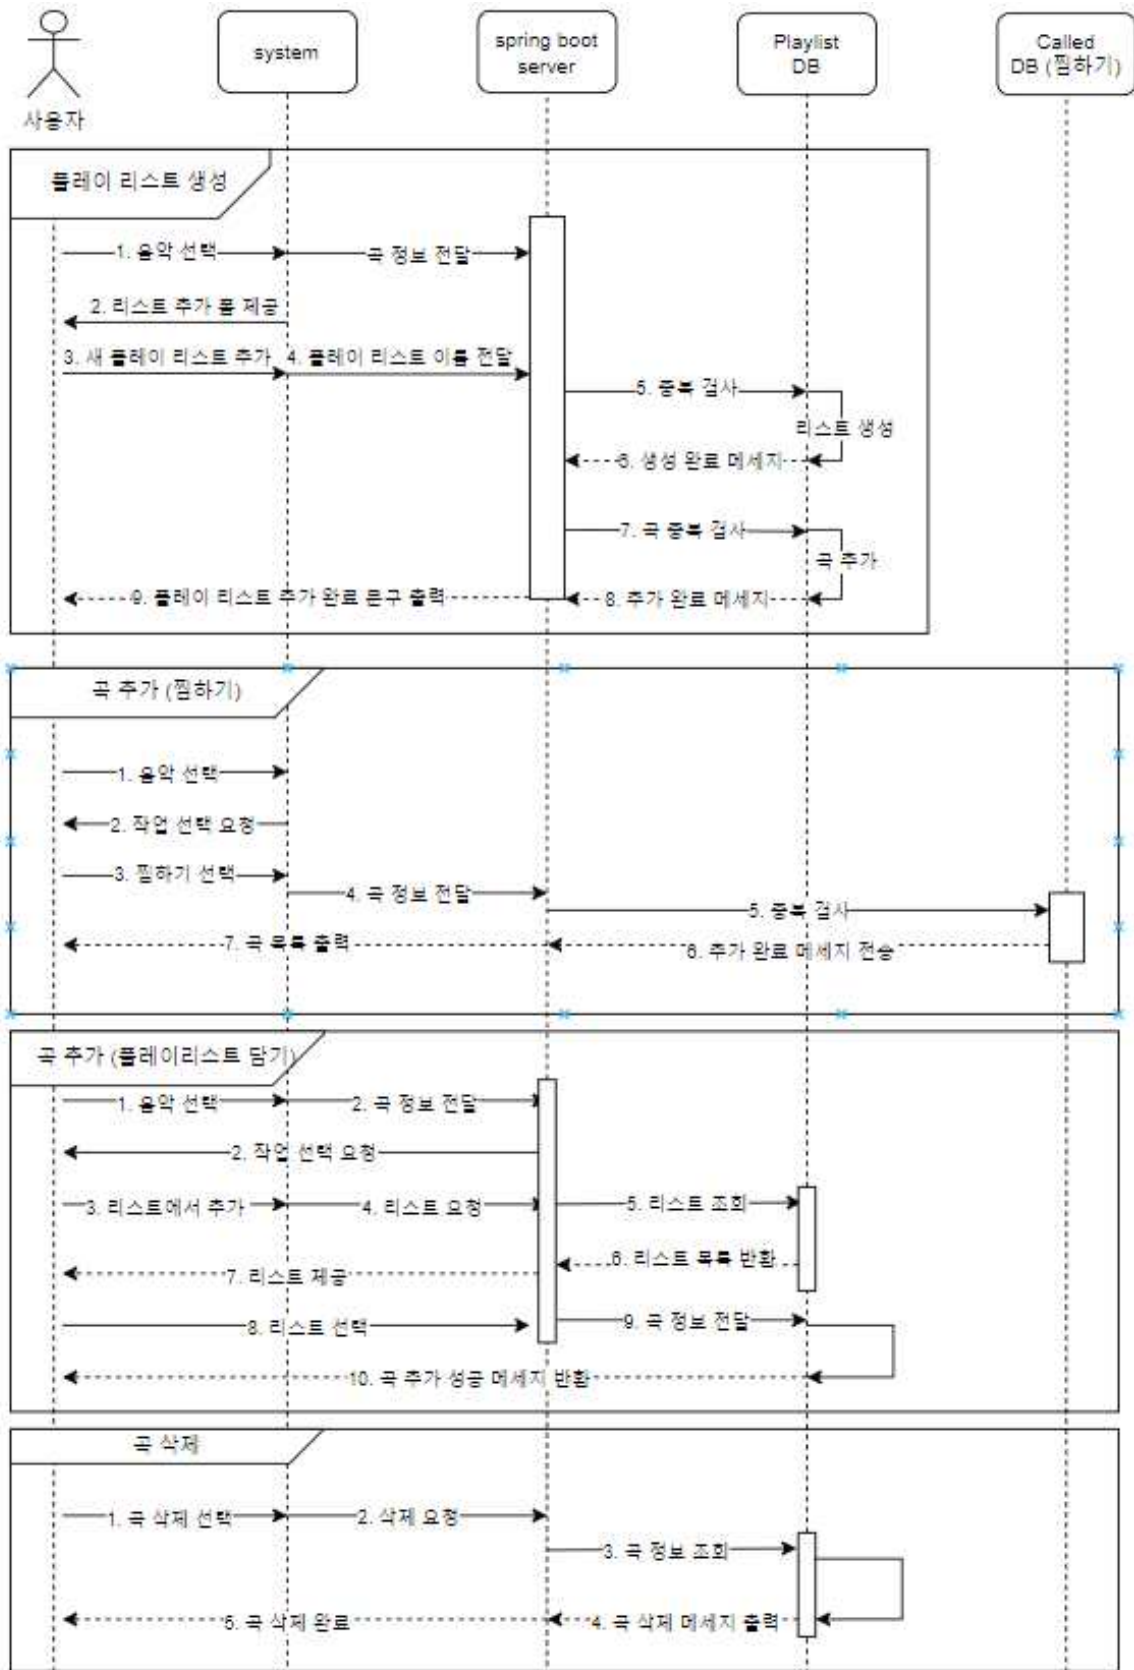 사용자
system
spring boot
server
Playlist
DB
Called
DB (찜하기)
플레이 리스트 생성
1. 음악 선택
곡 정보 전달
2. 리스트 추가 폼 제공
3. 새 플레이 리스트 추가
4. 플레이 리스트 이름 전달
5. 중복 검사
리스트 생성
6. 생성 완료 메세지
7. 곡 중복 검사
곡 추가
8. 추가 완료 메세지
9. 플레이 리스트 추가 완료 문구 출력
곡 추가 (찜하기)
1. 음악 선택
2. 작업 선택 요청
3. 찜하기 선택
4. 곡 정보 전달
5. 중복 검사
6. 추가 완료 메세지 전송
7. 곡 목록 출력
곡 추가 (플레이리스트 담기)
1. 음악 선택
2. 곡 정보 전달
2. 작업 선택 요청
3. 리스트에서 추가
4. 리스트 요청
5. 리스트 조회
6. 리스트 목록 반환
7. 리스트 제공
8. 리스트 선택
9. 곡 정보 전달
10. 곡 추가 성공 메세지 반환
곡 삭제
1. 곡 삭제 선택
2. 삭제 요청
3. 곡 정보 조회
4. 곡 삭제 메세지 출력
5. 곡 삭제 완료